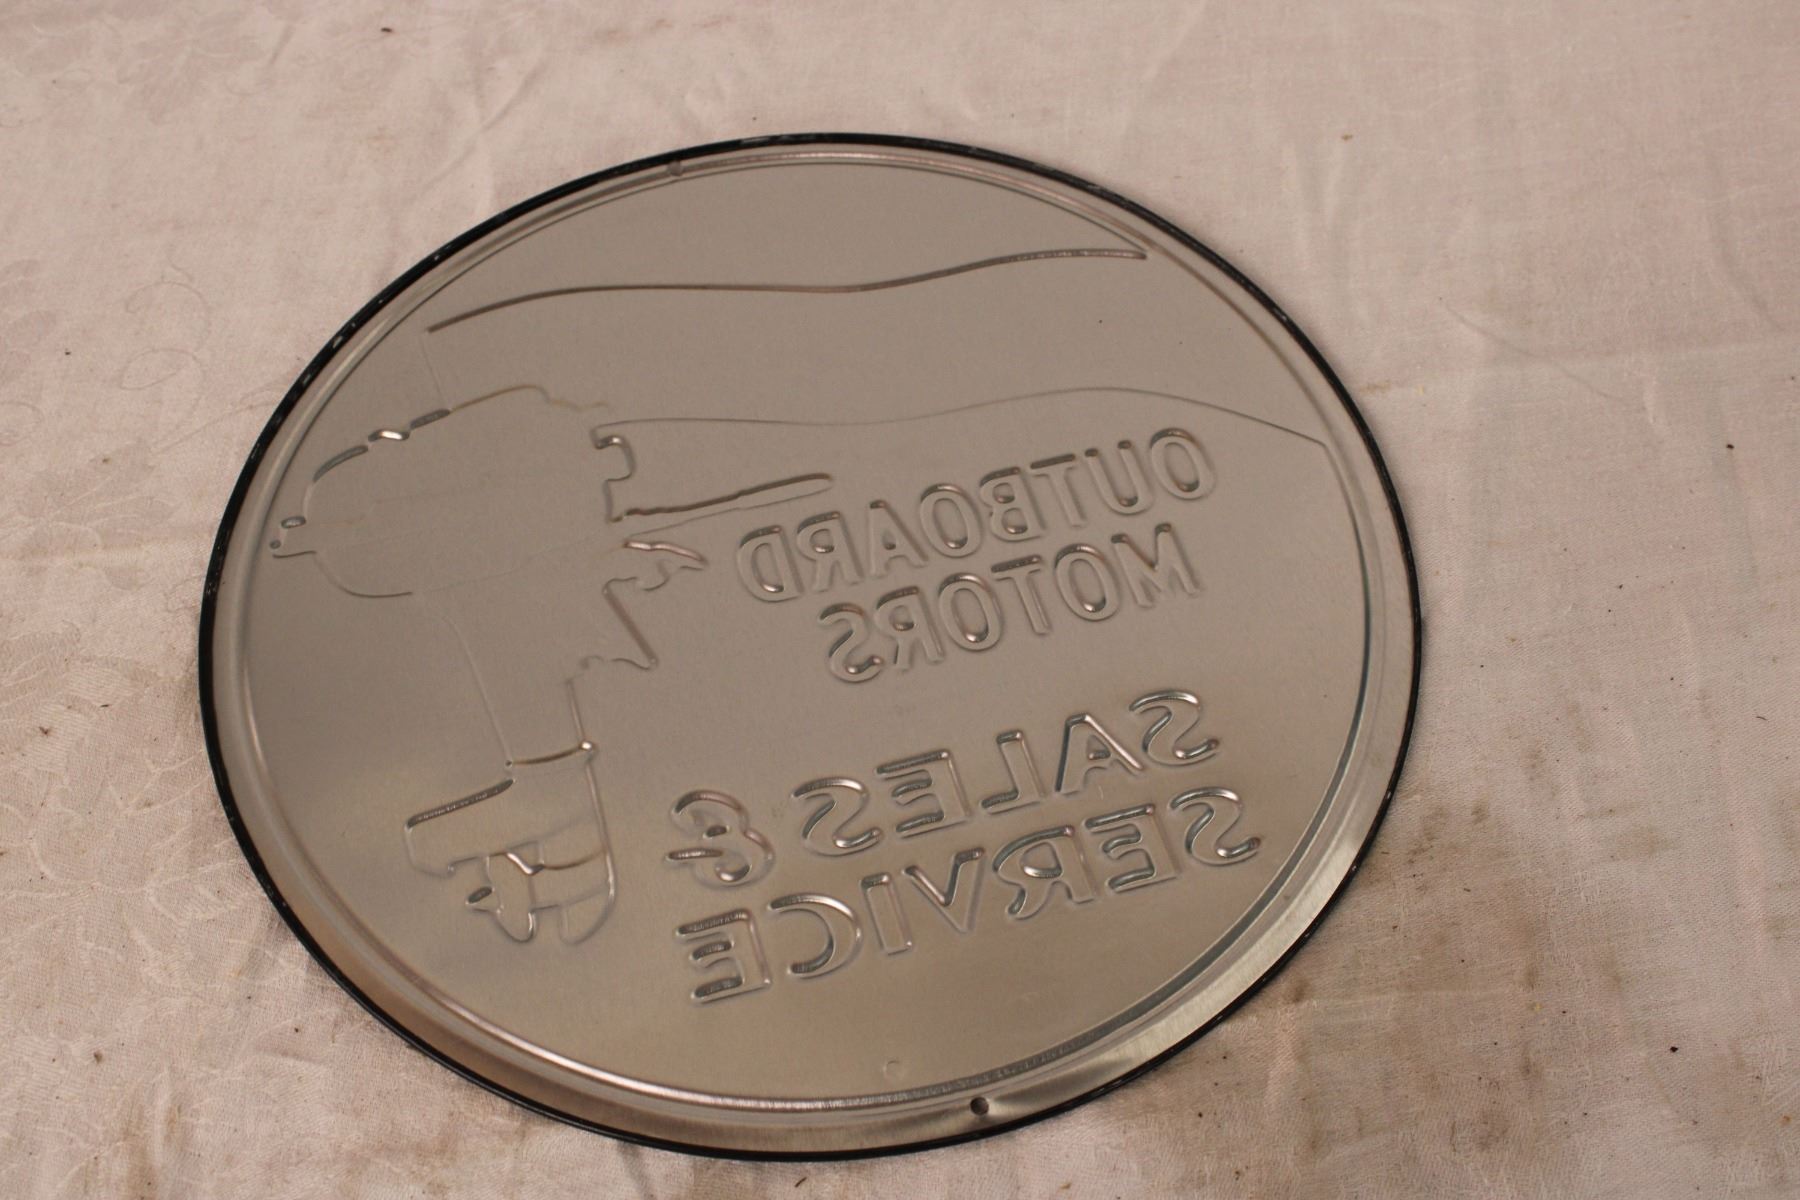 OUTBOARD
MOTORS
SALES &
SERVICE